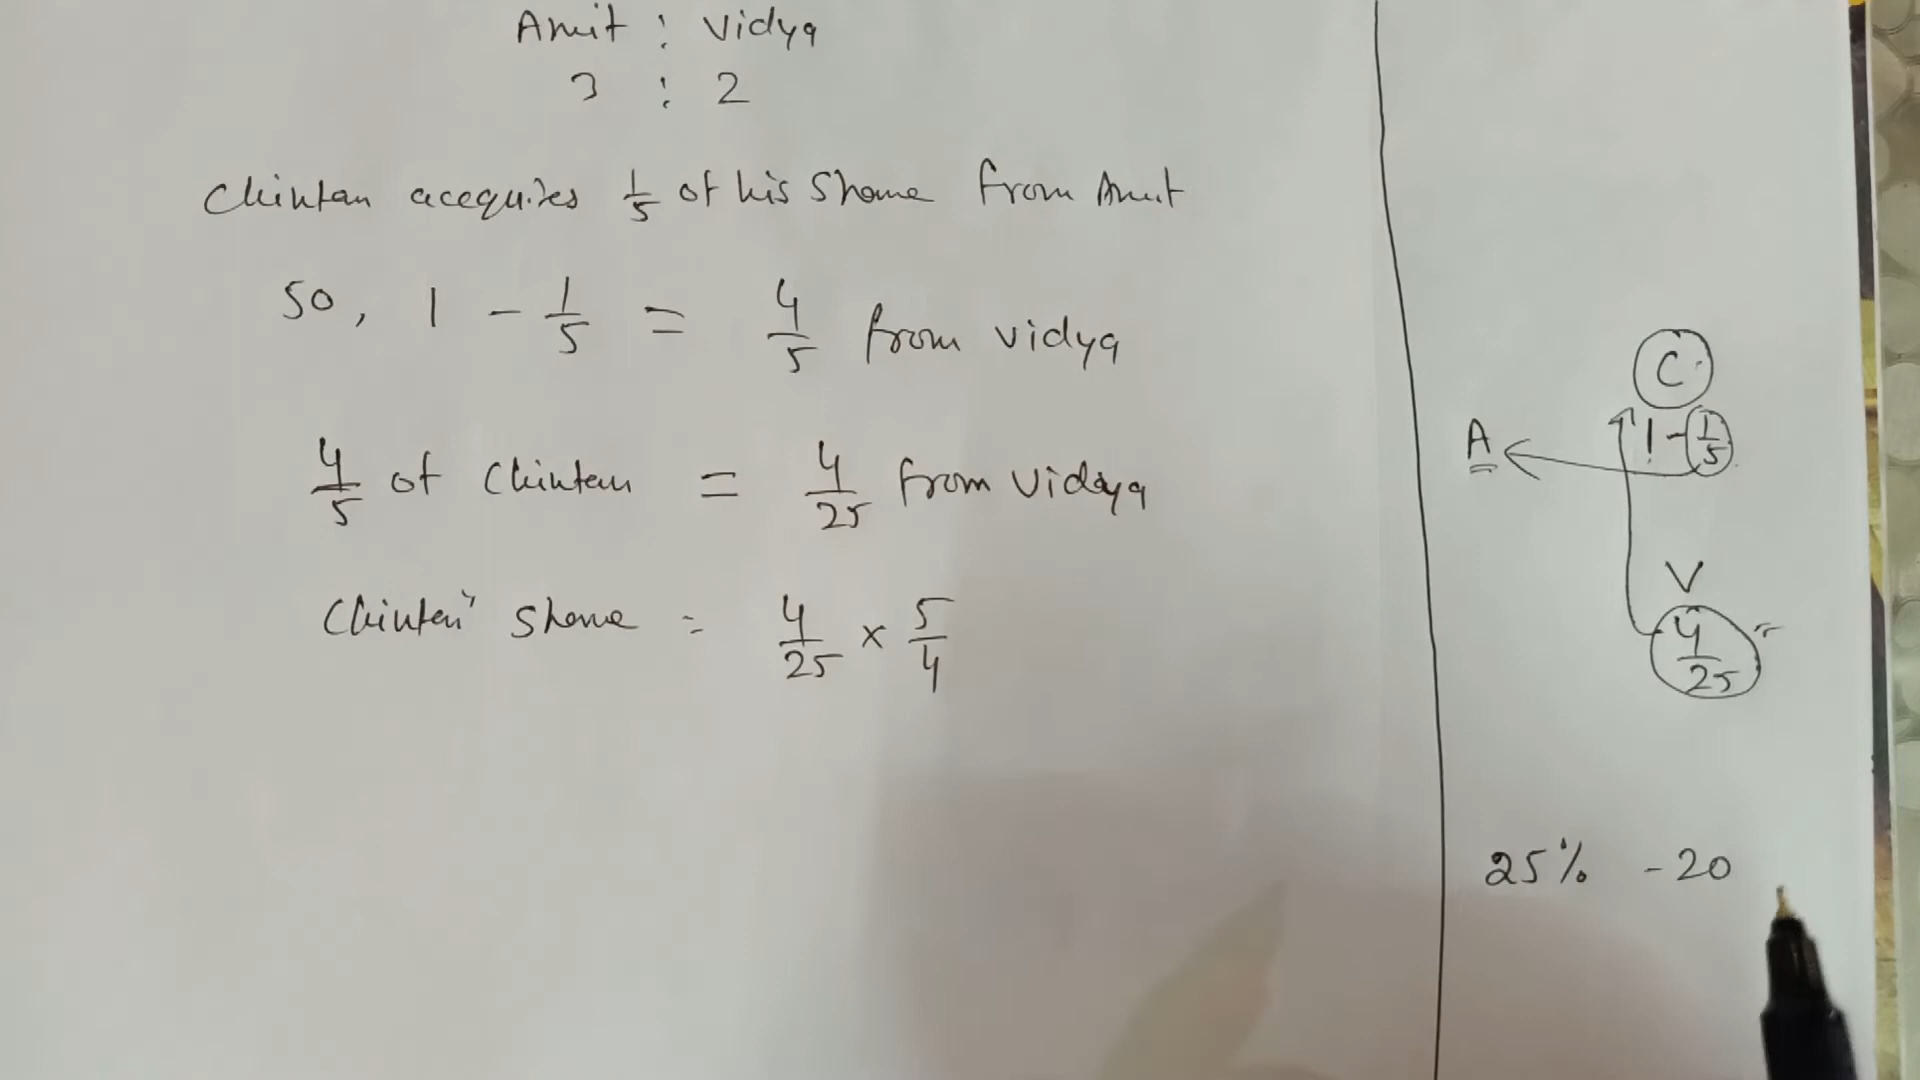 Amit : Vidya
3 : 2
Chintan acequires 1/5 of his Share from Amit
So, 1 - 1/5 = 4/5 from Vidya
4/5 of Chintan = 4/25 from Vidya
Chintan" Share = 4/25 x 5/4
C
A 1 - 1/5
V
4/25
25% - 20